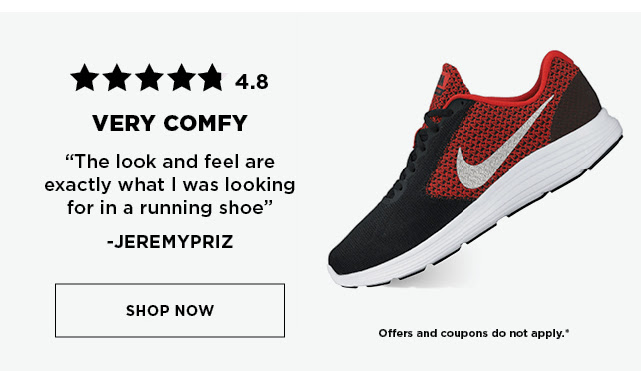 4.8
VERY COMFY
“The look and feel are
exactly what I was looking
for in a running shoe”
-JEREMYPRIZ
SHOP NOW
Offers and coupons do not apply.*